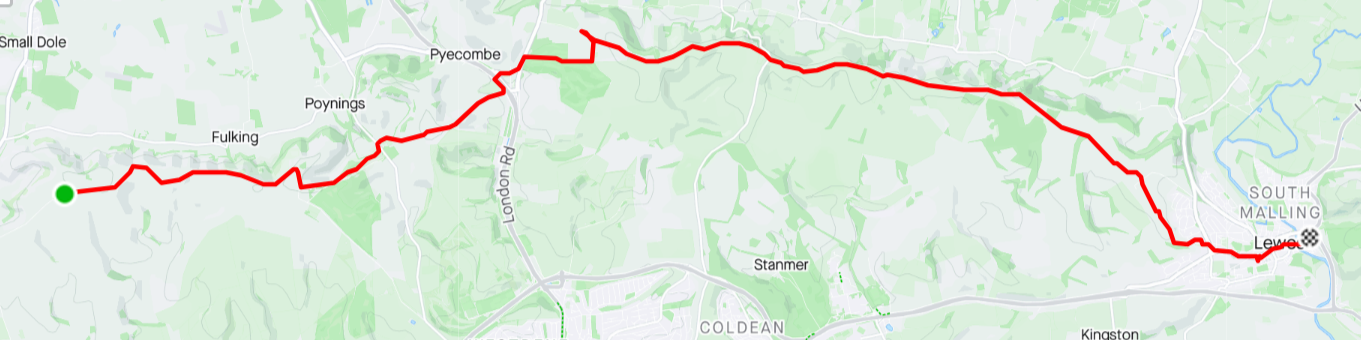 Small Dole
Pyecombe
Poynings
Fulking
London Rd
SOUTH
MALLING
Stanmer
COLDEAN
Kingston